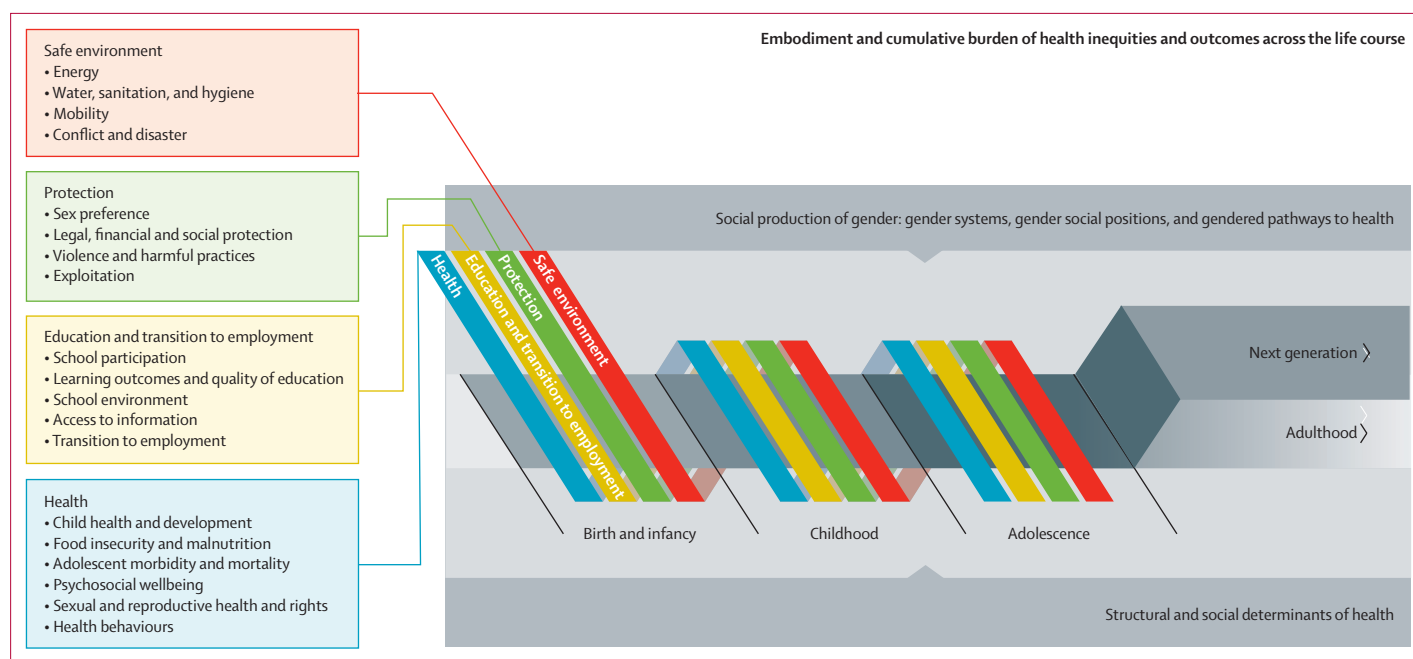 Embodiment and cumulative burden of health inequities and outcomes across the life course
Safe environment
• Energy
• Water, sanitation, and hygiene
• Mobility
• Conflict and disaster
Protection
• Sex preference
• Legal, financial and social protection
• Violence and harmful practices
• Exploitation
Education and transition to employment
• School participation
• Learning outcomes and quality of education
• School environment
• Access to information
• Transition to employment
Health
• Child health and development
• Food insecurity and malnutrition
• Adolescent morbidity and mortality
• Psychosocial wellbeing
• Sexual and reproductive health and rights
• Health behaviours
Social production of gender: gender systems, gender social positions, and gendered pathways to health
Health
Education and transition to employment
Protection
Safe environment
Next generation
Adulthood
Birth and infancy
Childhood
Adolescence
Structural and social determinants of health